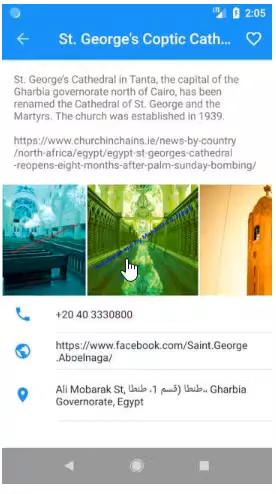 2:05
St. George's Coptic Cath...
St. George's Cathedral in Tanta, the capital of the
Gharbia governorate north of Cairo, has been
renamed the Cathedral of St. George and the
Martyrs. The church was established in 1939.
https://www.churchinchains.ie/news-by-country
/north-africa/egypt/egypt-st-georges-cathedral
-reopens-eight-months-after-palm-sunday-bombing/
+20 40 3330800
https://www.facebook.com/Saint.George
.Aboelnaga/
Ali Mobarak St, طنطا (قسم 1، طنطا،، Gharbia
Governorate, Egypt